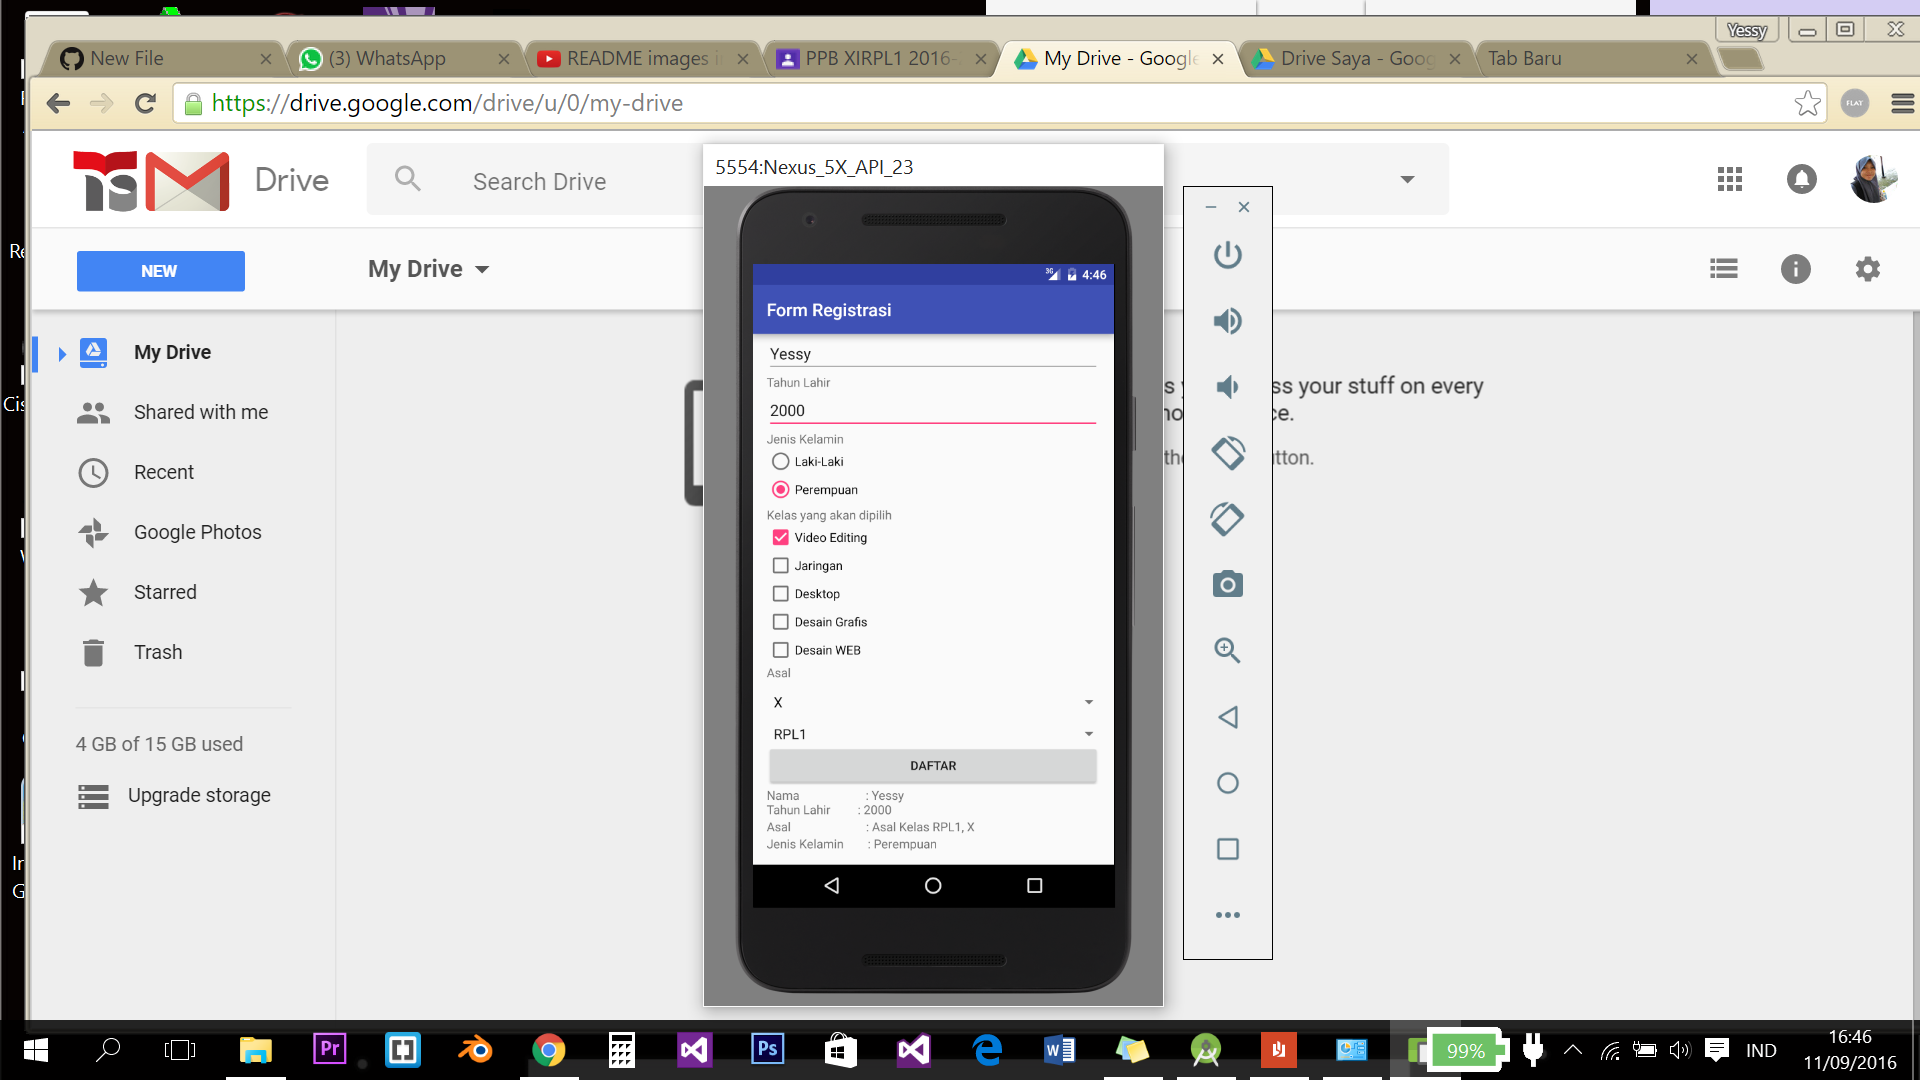 Yessy
New File
(3) WhatsApp
README images i
PPB XIRPL1 2016-
My Drive - Google
Drive Saya - Goog
Tab Baru
https://drive.google.com/drive/u/0/my-drive
FLAT
Drive
Search Drive
5554:Nexus_5X_API_23
NEW
My Drive
My Drive
Shared with me
Recent
Google Photos
Starred
Trash
4 GB of 15 GB used
Upgrade storage
3G
4:46
Form Registrasi
Yessy
Tahun Lahir
2000
Jenis Kelamin
Laki-Laki
Perempuan
Kelas yang akan dipilih
Video Editing
Jaringan
Desktop
Desain Grafis
Desain WEB
Asal
X
RPL1
DAFTAR
Nama : Yessy
Tahun Lahir : 2000
Asal : Asal Kelas RPL1, X
Jenis Kelamin : Perempuan
ss your stuff on every
ce.
utton.
Pr
Ps
99%
IND
16:46
11/09/2016